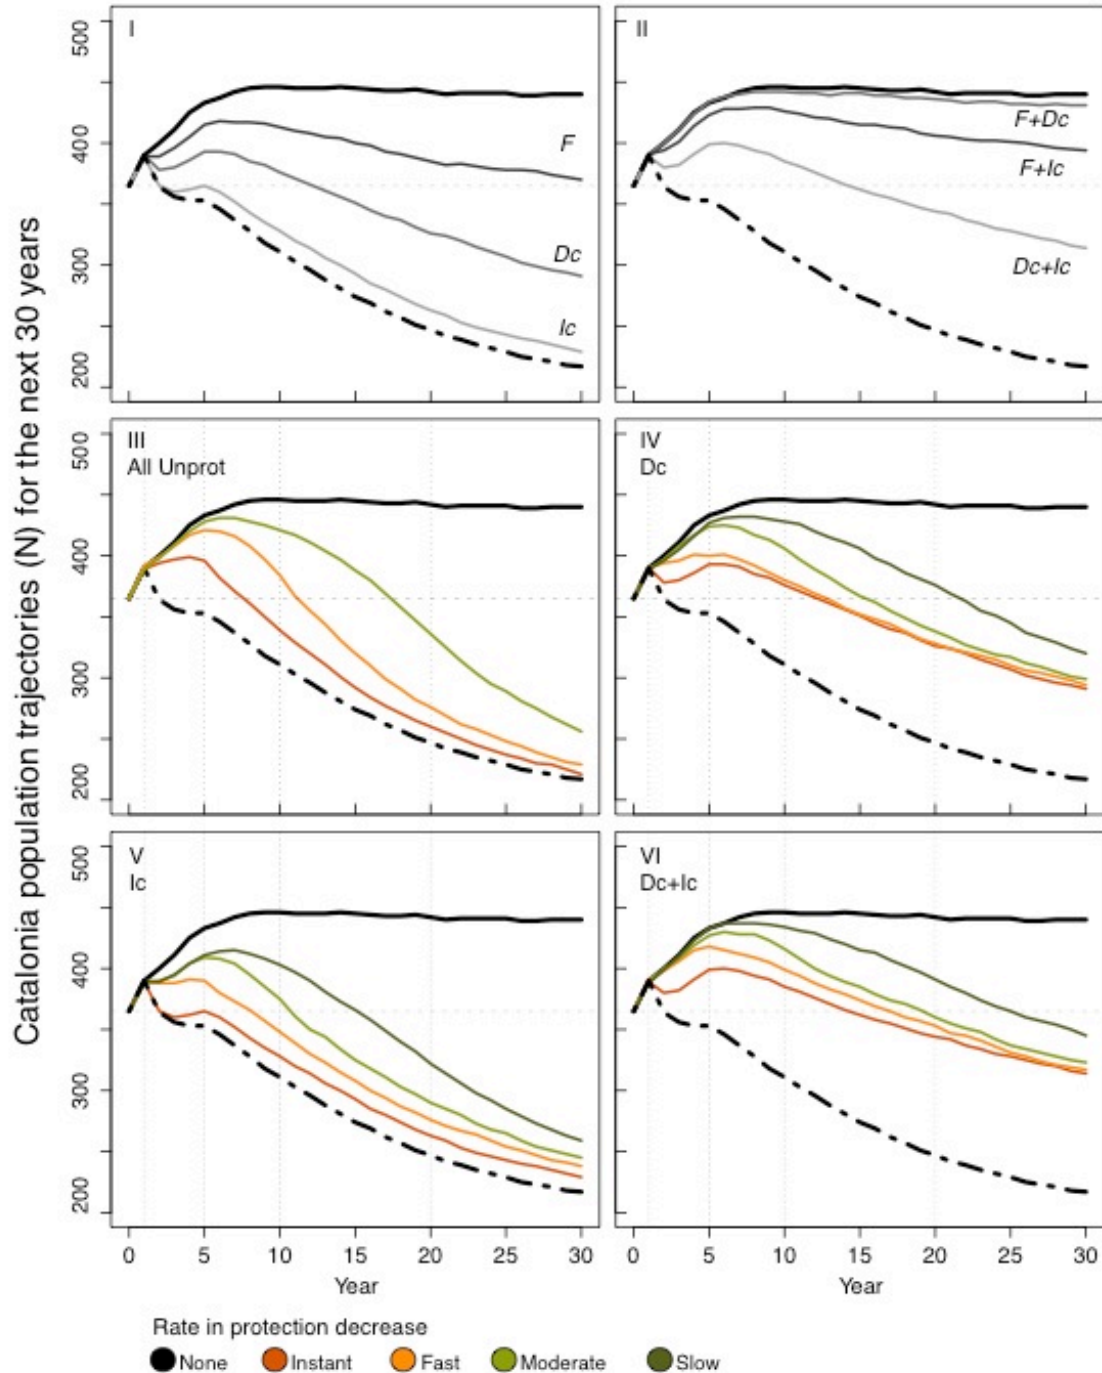 Catalonia population trajectories (N) for the next 30 years
I
500
400
300
200
F
Dc
Ic
II
F+Dc
F+Ic
Dc+Ic
III
All Unprot
500
400
300
200
IV
Dc
V
Ic
500
400
300
200
0 5 10 15 20 25 30
Year
VI
Dc+Ic
0 5 10 15 20 25 30
Year
Rate in protection decrease
None Instant Fast Moderate Slow